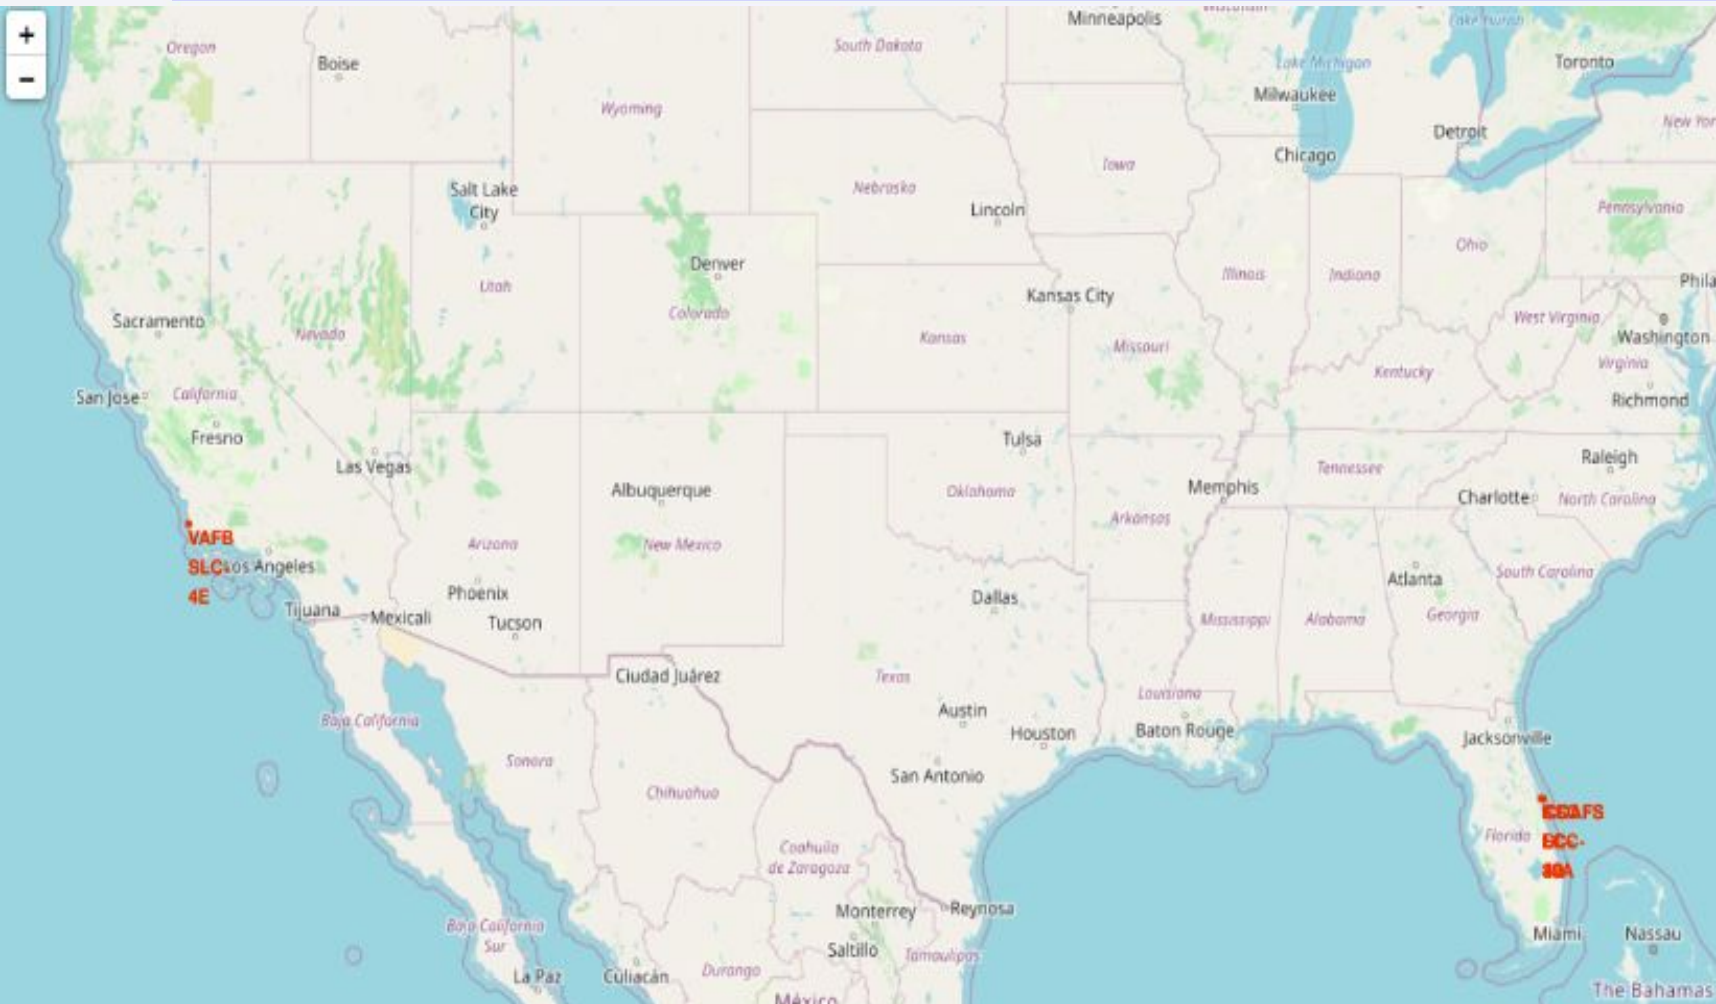 +
−
Minneapolis
Wisconsin
Lake Huron
Oregon
Boise
South Dakota
Lake Michigan
Toronto
Wyoming
Milwaukee
New Yor
Detroit
Chicago
Iowa
Salt Lake
City
Nebraska
Lincoln
Pennsylvania
Ohio
Denver
Illinois
Indiana
Utah
Kansas City
Phila
Colorado
Sacramento
Nevada
West Virginia
Kansas
Missouri
Washington
Virginia
Kentucky
San Jose
California
Richmond
Fresno
Tulsa
Las Vegas
Tennessee
Raleigh
Albuquerque
Oklahoma
Memphis
Charlotte
North Carolina
Arkansas
VAFB
SLC-
4E
Los Angeles
Arizona
New Mexico
South Carolina
Atlanta
Phoenix
Dallas
Tijuana
Mexicali
Tucson
Mississippi
Alabama
Georgia
Ciudad Juárez
Texas
Louisiana
Baja California
Austin
Houston
Baton Rouge
Jacksonville
Sonora
San Antonio
Chihuahua
Florida
Coahuila
de Zaragoza
Monterrey
Reynosa
Baja California
Sur
Saltillo
Tamaulipas
Miami
Nassau
La Paz
Culiacán
Durango
México
The Bahamas